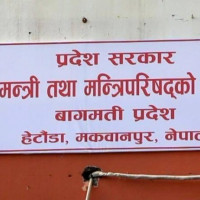 प्रदेश सरकार
मन्त्री तथा मन्त्रिपरिषद्को
बागमती प्रदेश
हेटौंडा, मकवानपुर, नेपाल